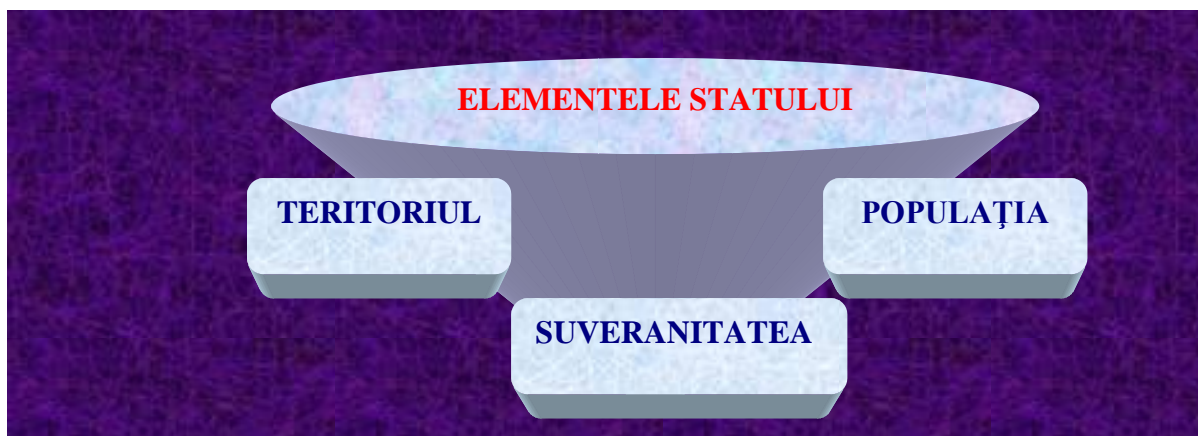 ELEMENTELE STATULUI
TERITORIUL
POPULAŢIA
SUVERANITATEA